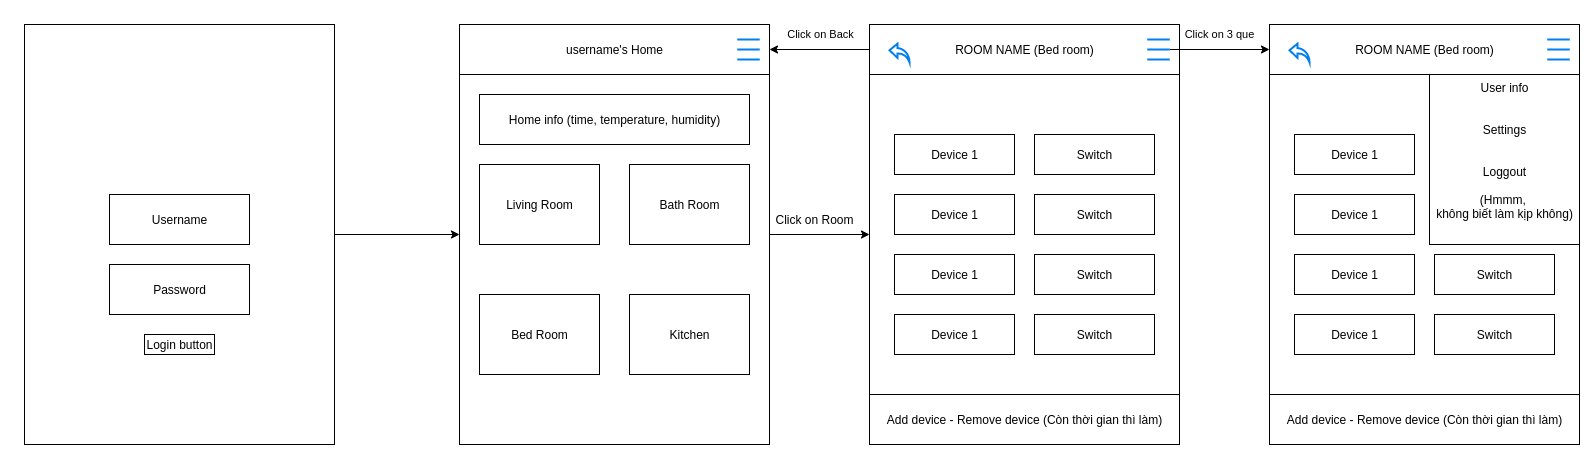 Username
Password
Login button
username's Home
Home info (time, temperature, humidity)
Living Room
Bath Room
Bed Room
Kitchen
Click on Back
Click on Room
ROOM NAME (Bed room)
Device 1
Switch
Device 1
Switch
Device 1
Switch
Device 1
Switch
Add device - Remove device (Còn thời gian thì làm)
Click on 3 que
ROOM NAME (Bed room)
User info
Settings
Loggout
(Hmmm,
không biết làm kịp không)
Device 1
Device 1
Device 1
Switch
Device 1
Switch
Add device - Remove device (Còn thời gian thì làm)